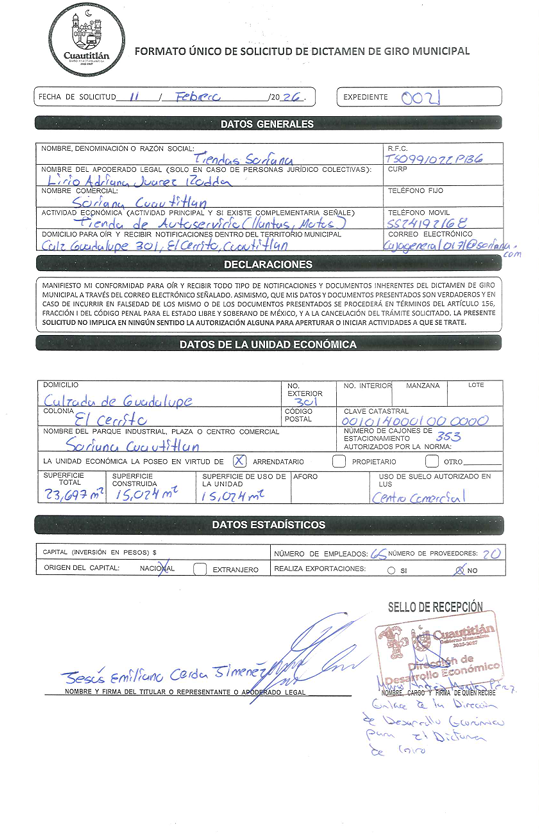 Cuautitlán
FORMATO ÚNICO DE SOLICITUD DE DICTAMEN DE GIRO MUNICIPAL
FECHA DE SOLICITUD 11 / Febrero /2026.
EXPEDIENTE 0021
DATOS GENERALES
NOMBRE, DENOMINACIÓN O RAZÓN SOCIAL: Tiendas Soriana
R.F.C. TSO991022PB6
NOMBRE DEL APODERADO LEGAL (SOLO EN CASO DE PERSONAS JURÍDICO COLECTIVAS):
CURP
Lirio Adriana Juarez
NOMBRE COMERCIAL: Soriana Cuautitlan
TELÉFONO FIJO
ACTIVIDAD ECONÓMICA (ACTIVIDAD PRINCIPAL Y SI EXISTE COMPLEMENTARIA SEÑALE)
TELÉFONO MOVIL
Tienda de Autoservicio (llantas, Motos)
5524192168
DOMICILIO PARA OÍR Y RECIBIR NOTIFICACIONES DENTRO DEL TERRITORIO MUNICIPAL
CORREO ELECTRÓNICO
Calz Guadalupe 301, El Cerrito, Cuautitlan
cajageneral0171@soriana.com
DECLARACIONES
MANIFIESTO MI CONFORMIDAD PARA OÍR Y RECIBIR TODO TIPO DE NOTIFICACIONES Y DOCUMENTOS INHERENTES DEL DICTAMEN DE GIRO
MUNICIPAL A TRAVÉS DEL CORREO ELECTRÓNICO SEÑALADO. ASIMISMO, QUE MIS DATOS Y DOCUMENTOS PRESENTADOS SON VERDADEROS Y EN
CASO DE INCURRIR EN FALSEDAD DE LOS MISMO O DE LOS DOCUMENTOS PRESENTADOS SE PROCEDERÁ EN TÉRMINOS DEL ARTICULO 156,
FRACCIÓN I DEL CÓDIGO PENAL PARA EL ESTADO LIBRE Y SOBERANO DE MÉXICO, Y A LA CANCELACIÓN DEL TRÁMITE SOLICITADO. LA PRESENTE
SOLICITUD NO IMPLICA EN NINGÚN SENTIDO LA AUTORIZACIÓN ALGUNA PARA APERTURAR O INICIAR ACTIVIDADES A QUE SE TRATE.
DATOS DE LA UNIDAD ECONÓMICA
DOMICILIO Calzada de Guadalupe
NO. EXTERIOR 301
NO. INTERIOR
MANZANA
LOTE
COLONIA El Cerrito
CÓDIGO POSTAL
CLAVE CATASTRAL 0010140001000000
NOMBRE DEL PARQUE INDUSTRIAL, PLAZA O CENTRO COMERCIAL
Soriana Cuautitlan
NÚMERO DE CAJONES DE ESTACIONAMIENTO 353
AUTORIZADOS POR LA NORMA:
LA UNIDAD ECONÓMICA LA POSEO EN VIRTUD DE X ARRENDATARIO PROPIETARIO OTRO
SUPERFICIE TOTAL 23,697 m²
SUPERFICIE CONSTRUIDA 15,024 m²
SUPERFICIE DE USO DE LA UNIDAD 15,024 m²
AFORO
USO DE SUELO AUTORIZADO EN LUS Centro Comercial
DATOS ESTADÍSTICOS
CAPITAL (INVERSIÓN EN PESOS) $
NÚMERO DE EMPLEADOS: 65 NÚMERO DE PROVEEDORES: 20
ORIGEN DEL CAPITAL: NACIONAL EXTRANJERO
REALIZA EXPORTACIONES: SI X NO
SELLO DE RECEPCIÓN
Cuautitlán
Dirección de
Desarrollo Económico
Jesús Emiliano Cerda Jimenez
NOMBRE Y FIRMA DEL TITULAR O REPRESENTANTE O APODERADO LEGAL
NOMBRE, CARGO Y FIRMA DE QUIEN RECIBE
Enlace de la Dirección
de Desarrollo Económico
para el Dictamen
de Giro